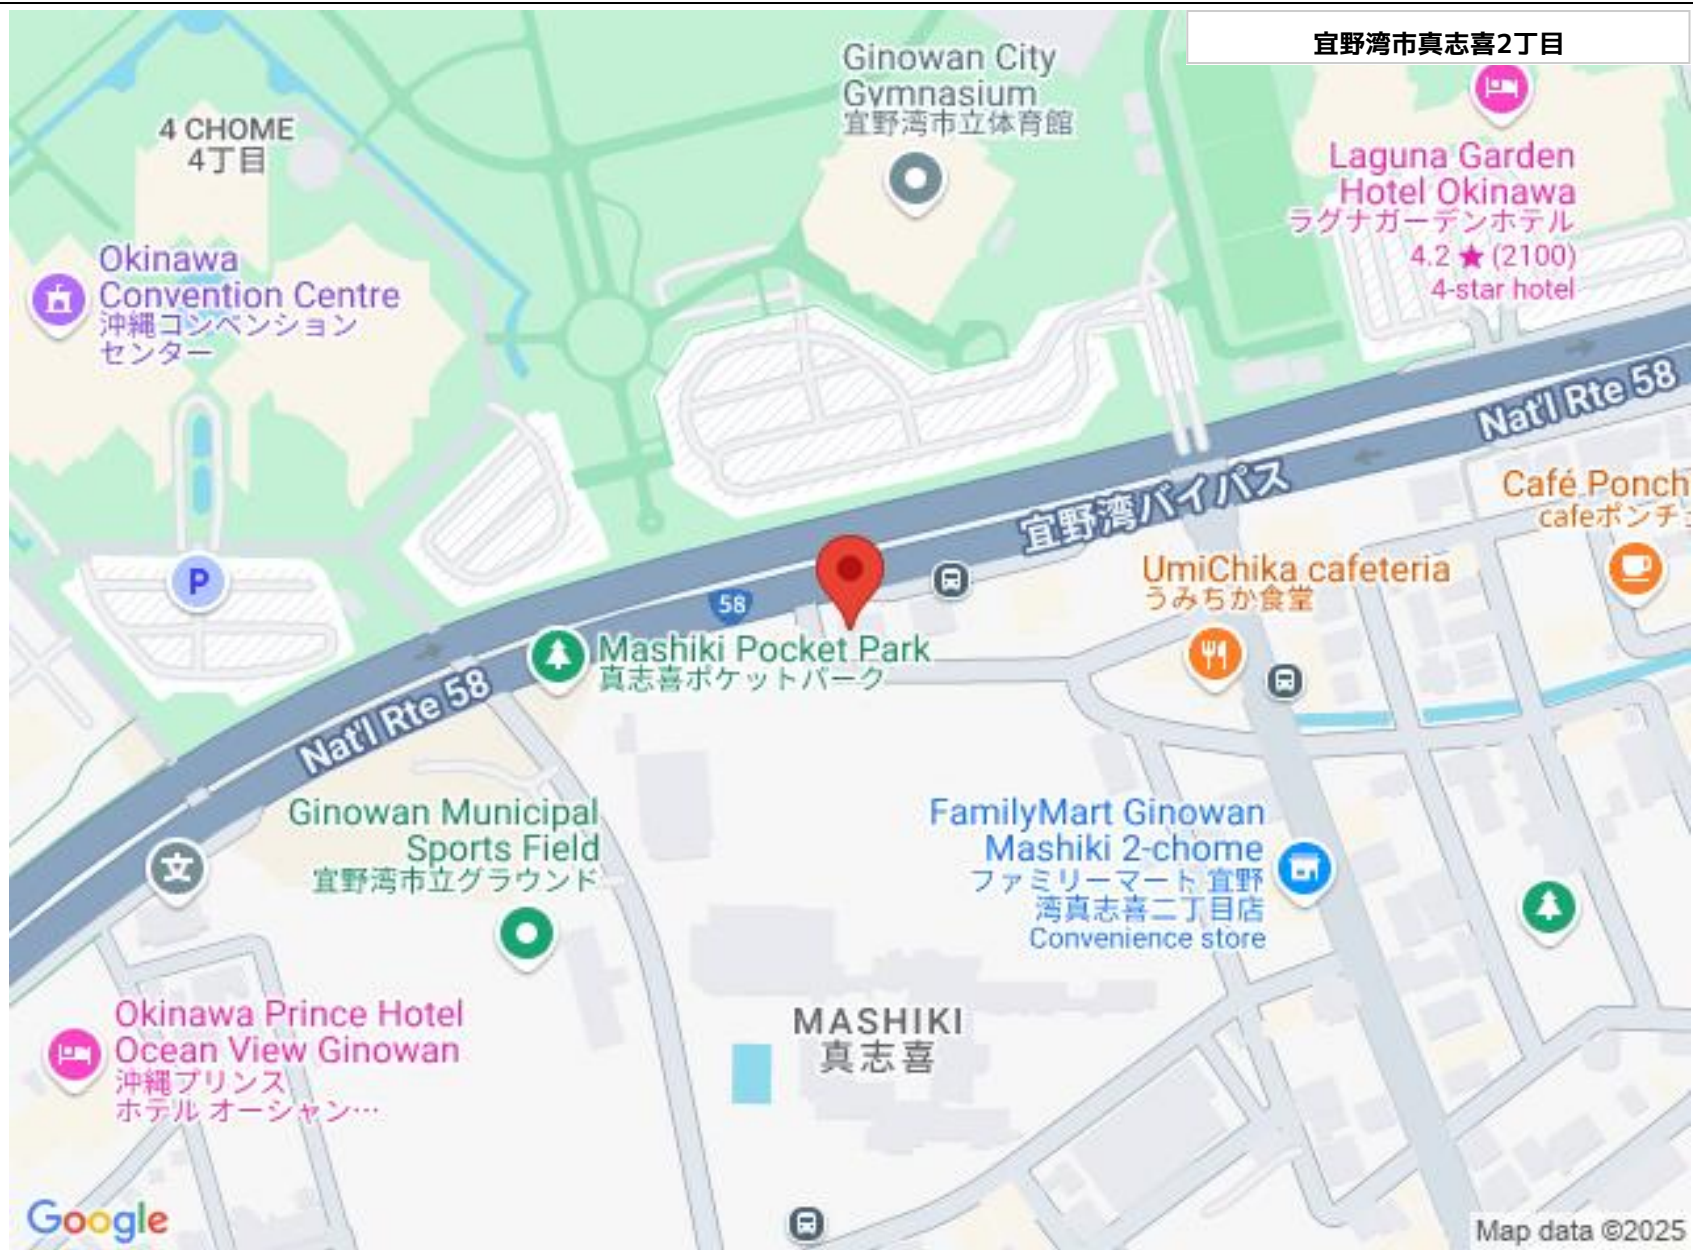 宜野湾市真志喜2丁目
Ginowan City
Gymnasium
宜野湾市立体育館
4 CHOME
4丁目
Laguna Garden
Hotel Okinawa
ラグナガーデンホテル
4.2 ★ (2100)
4-star hotel
Okinawa
Convention Centre
沖縄コンベンション
センター
Nat'l Rte 58
Café Ponch
cafeポンチョ
宜野湾バイパス
P
UmiChika cafeteria
うみちか食堂
58
Mashiki Pocket Park
真志喜ポケットパーク
Nat'l Rte 58
Ginowan Municipal
Sports Field
宜野湾市立グラウンド
文
FamilyMart Ginowan
Mashiki 2-chome
ファミリーマート 宜野
湾真志喜二丁目店
Convenience store
Okinawa Prince Hotel
Ocean View Ginowan
沖縄プリンス
ホテル オーシャン…
MASHIKI
真志喜
Google
Map data ©2025